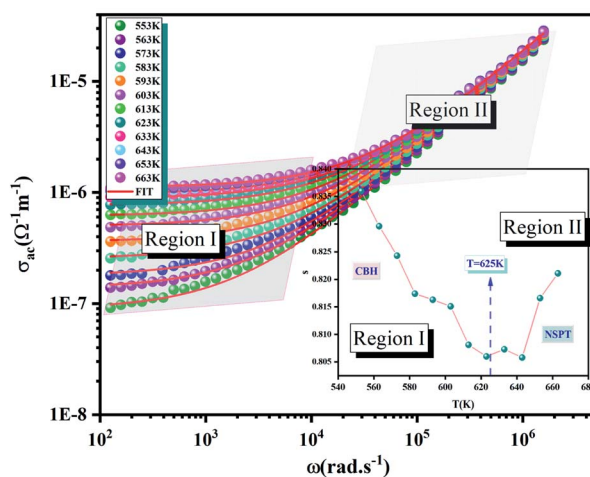 1E-5
1E-6
1E-7
1E-8
σac(Ω⁻¹m⁻¹)
553K
563K
573K
583K
593K
603K
613K
623K
633K
643K
653K
663K
FIT
Region I
Region II
10² 10³ 10⁴ 10⁵ 10⁶
ω(rad.s⁻¹)
0.840
0.835
0.830
0.825
0.820
0.815
0.810
0.805
s
CBH
Region I
T=625K
Region II
NSPT
540 560 580 600 620 640 660 68
T(K)